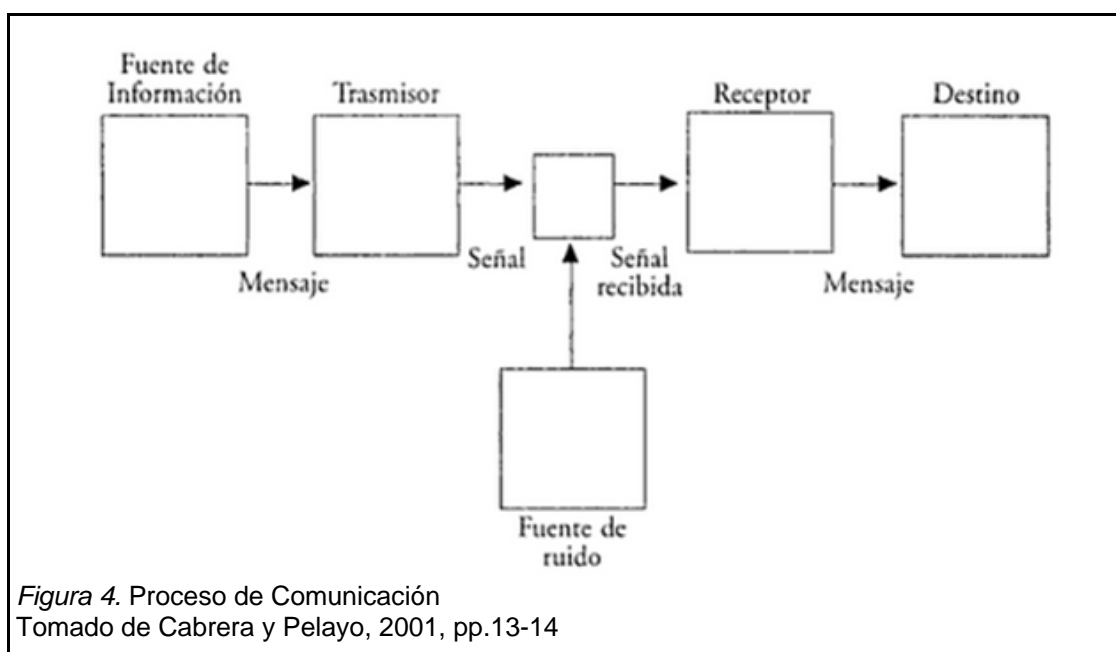 Fuente de
Información
Trasmisor
Receptor
Destino
Mensaje
Señal
Señal
recibida
Mensaje
Fuente de
ruido
Figura 4. Proceso de Comunicación
Tomado de Cabrera y Pelayo, 2001, pp.13-14